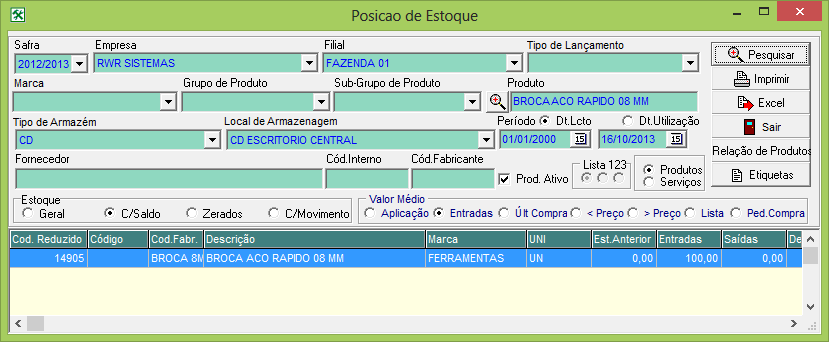 Posicao de Estoque
Safra Empresa Filial Tipo de Lançamento
2012/2013 RWR SISTEMAS FAZENDA 01
Pesquisar
Marca Grupo de Produto Sub-Grupo de Produto Produto
BROCA ACO RAPIDO 08 MM
Imprimir
Excel
Tipo de Armazém Local de Armazenagem Período Dt.Lcto Dt.Utilização
CD CD ESCRITORIO CENTRAL 01/01/2000 15 16/10/2013 15
Sair
Fornecedor Cód.Interno Cód.Fabricante
Prod. Ativo Lista 123 Produtos
Serviços
Relação de Produtos
Etiquetas
Estoque
Geral C/Saldo Zerados C/Movimento
Valor Médio
Aplicação Entradas Últ Compra < Preço > Preço Lista Ped.Compra
Cod. Reduzido Código Cod.Fabr. Descrição Marca UNI Est.Anterior Entradas Saídas De
14905 BROCA 8M BROCA ACO RAPIDO 08 MM FERRAMENTAS UN 0,00 100,00 0,00